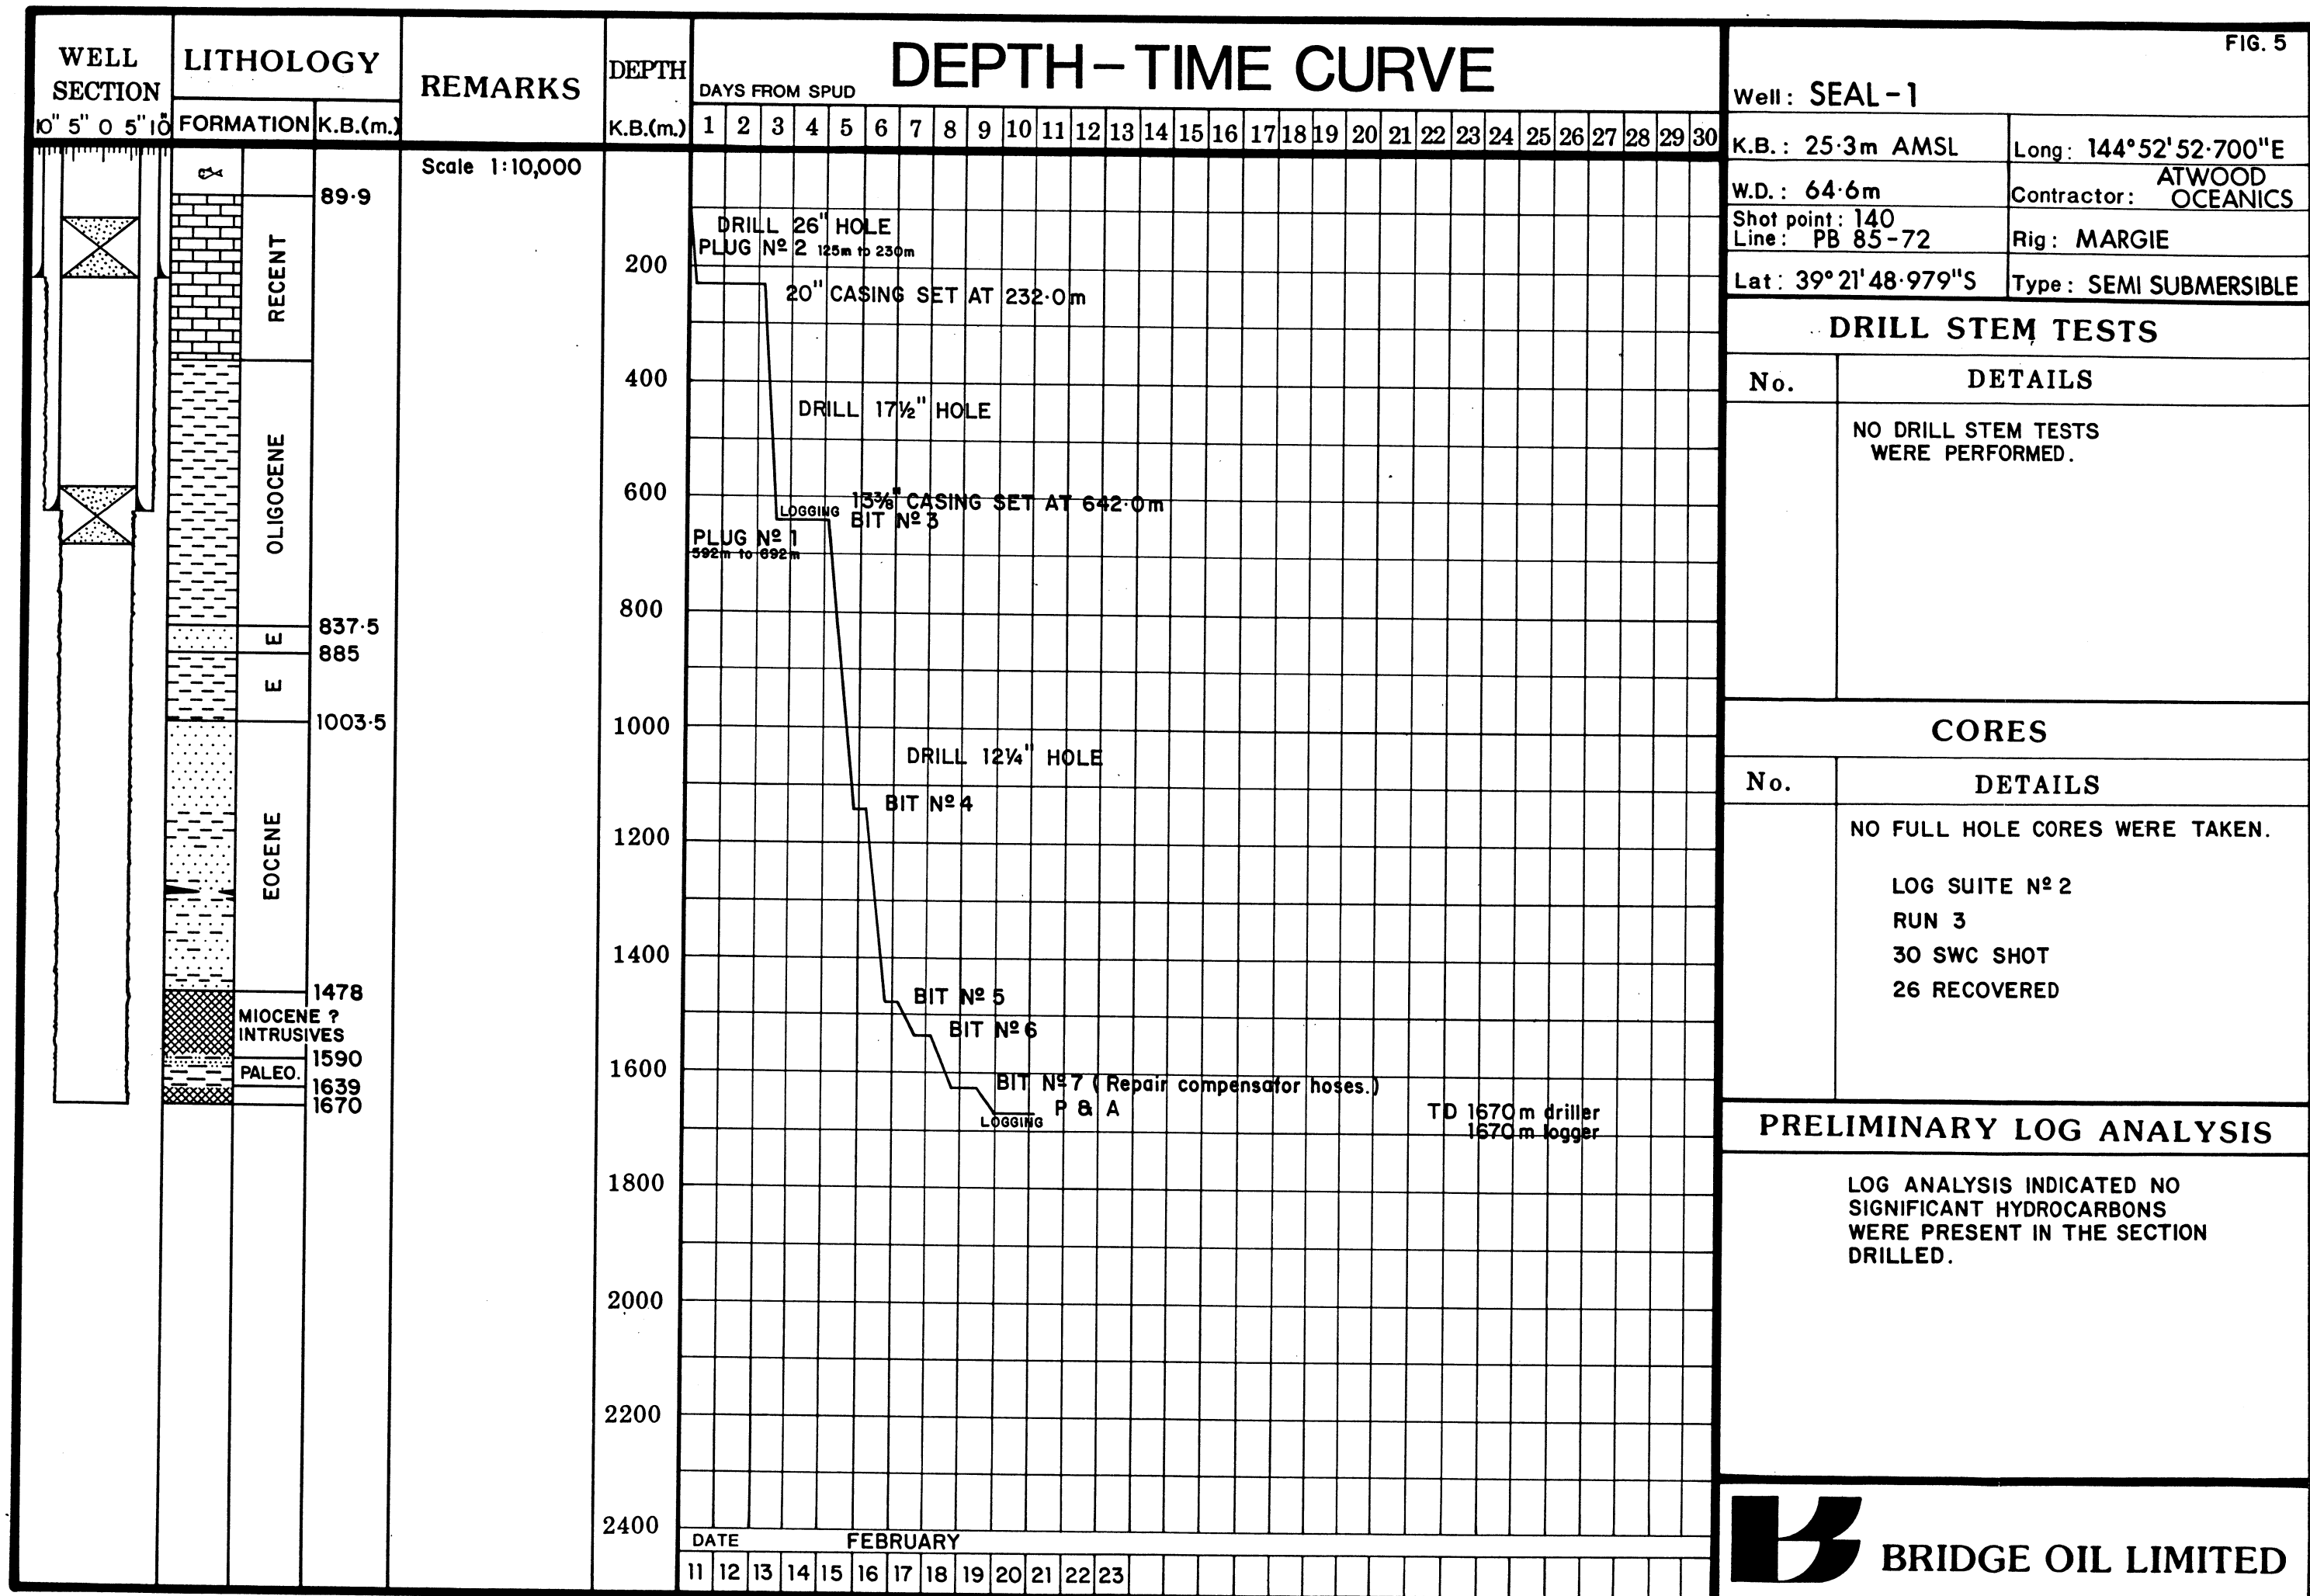 WELL SECTION
10" 5" 0 5" 10"
LITHOLOGY
FORMATION K.B.(m.)
REMARKS
Scale 1:10,000
DEPTH
K.B.(m.)
DEPTH-TIME CURVE
DAYS FROM SPUD
1 2 3 4 5 6 7 8 9 10 11 12 13 14 15 16 17 18 19 20 21 22 23 24 25 26 27 28 29 30
89·9
RECENT
OLIGOCENE
837·5
E
885
E
1003·5
EOCENE
1478
MIOCENE ?
INTRUSIVES
1590
PALEO.
1639
1670
200
400
600
800
1000
1200
1400
1600
1800
2000
2200
2400
DRILL 26" HOLE
PLUG Nº 2 125m to 230m
20" CASING SET AT 232·0m
DRILL 17½" HOLE
13⅜" CASING SET AT 642·0m
LOGGING
BIT Nº 3
PLUG Nº 1
592m to 692m
DRILL 12¼" HOLE
BIT Nº 4
BIT Nº 5
BIT Nº 6
BIT Nº 7 (Repair compensator hoses.)
P & A
LOGGING
TD 1670m driller
1670m logger
DATE FEBRUARY
11 12 13 14 15 16 17 18 19 20 21 22 23
FIG. 5
Well: SEAL-1
K.B.: 25·3m AMSL
Long: 144°52'52·700"E
W.D.: 64·6m
Contractor: ATWOOD OCEANICS
Shot point: 140
Line: PB 85-72
Rig: MARGIE
Lat: 39°21'48·979"S
Type: SEMI SUBMERSIBLE
DRILL STEM TESTS
No. DETAILS
NO DRILL STEM TESTS
WERE PERFORMED.
CORES
No. DETAILS
NO FULL HOLE CORES WERE TAKEN.
LOG SUITE Nº 2
RUN 3
30 SWC SHOT
26 RECOVERED
PRELIMINARY LOG ANALYSIS
LOG ANALYSIS INDICATED NO
SIGNIFICANT HYDROCARBONS
WERE PRESENT IN THE SECTION
DRILLED.
BRIDGE OIL LIMITED